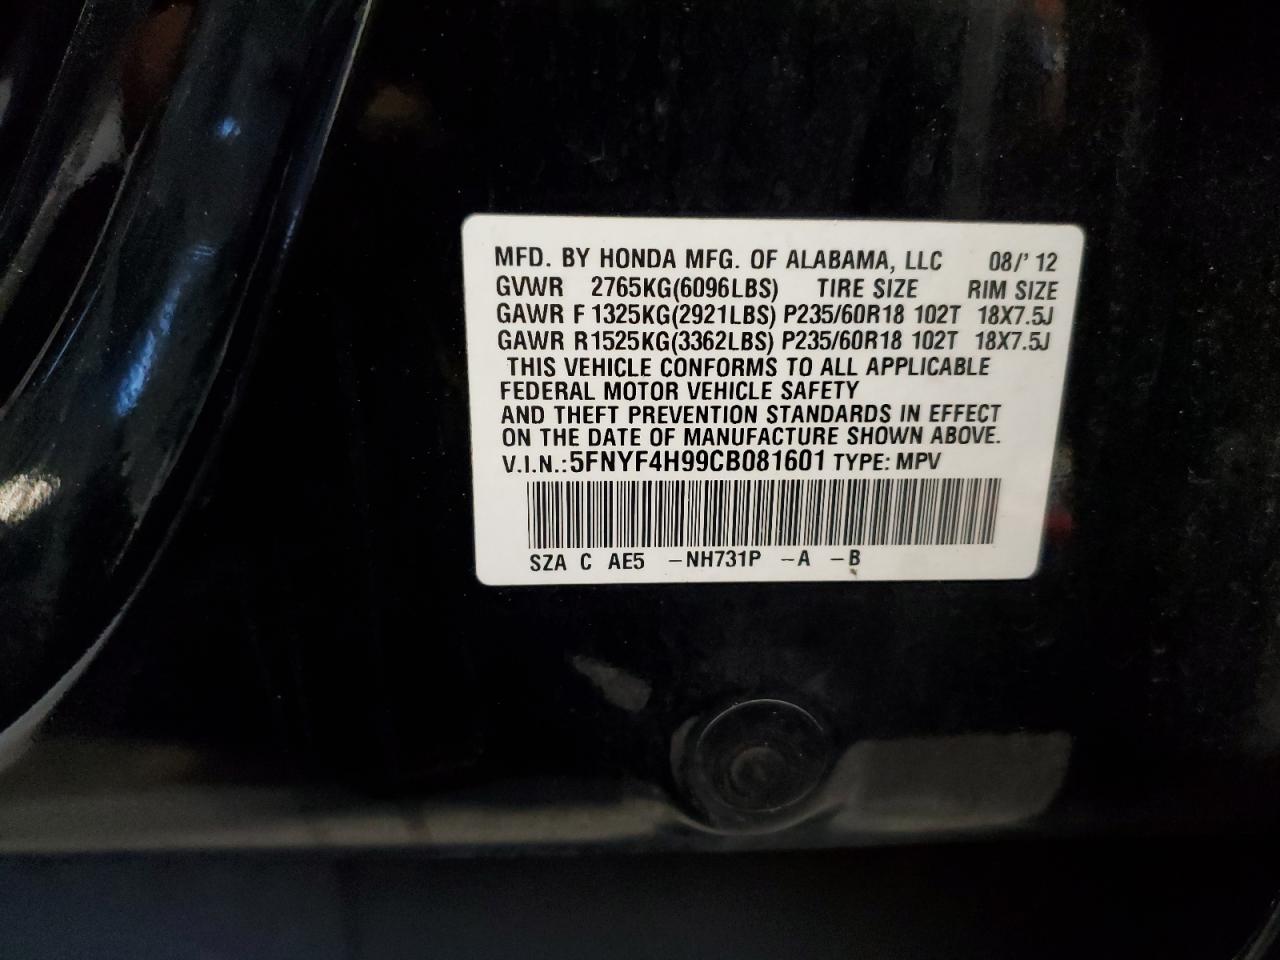 MFD. BY HONDA MFG. OF ALABAMA, LLC 08/' 12
GVWR 2765KG(6096LBS) TIRE SIZE RIM SIZE
GAWR F 1325KG(2921LBS) P235/60R18 102T 18X7.5J
GAWR R1525KG(3362LBS) P235/60R18 102T 18X7.5J
THIS VEHICLE CONFORMS TO ALL APPLICABLE
FEDERAL MOTOR VEHICLE SAFETY
AND THEFT PREVENTION STANDARDS IN EFFECT
ON THE DATE OF MANUFACTURE SHOWN ABOVE.
V.I.N.:5FNYF4H99CB081601 TYPE: MPV
SZA C AE5 -NH731P -A -B